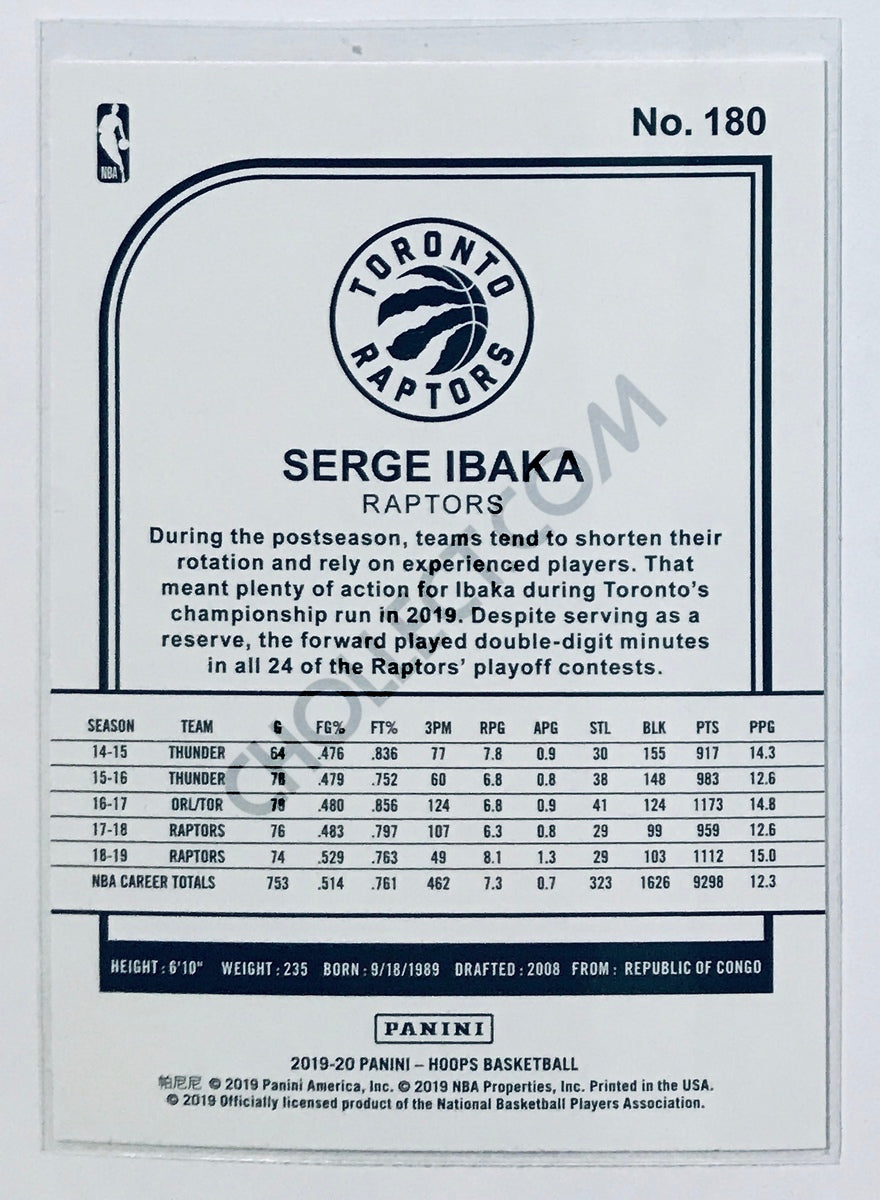 No. 180
NBA
TORONTO
RAPTORS
SERGE IBAKA
RAPTORS
During the postseason, teams tend to shorten their
rotation and rely on experienced players. That
meant plenty of action for Ibaka during Toronto's
championship run in 2019. Despite serving as a
reserve, the forward played double-digit minutes
in all 24 of the Raptors' playoff contests.
CHOLLECTCOM
SEASON TEAM G FG% FT% 3PM RPG APG STL BLK PTS PPG
14-15 THUNDER 64 .476 .836 77 7.8 0.9 30 155 917 14.3
15-16 THUNDER 78 .479 .752 60 6.8 0.8 38 148 983 12.6
16-17 ORL/TOR 79 .480 .856 124 6.8 0.9 41 124 1173 14.8
17-18 RAPTORS 76 .483 .797 107 6.3 0.8 29 99 959 12.6
18-19 RAPTORS 74 .529 .763 49 8.1 1.3 29 103 1112 15.0
NBA CAREER TOTALS 753 .514 .761 462 7.3 0.7 323 1626 9298 12.3
HEIGHT: 6'10" WEIGHT: 235 BORN: 9/18/1989 DRAFTED: 2008 FROM: REPUBLIC OF CONGO
PANINI
2019-20 PANINI – HOOPS BASKETBALL
帕尼尼 © 2019 Panini America, Inc. © 2019 NBA Properties, Inc. Printed in the USA.
© 2019 Officially licensed product of the National Basketball Players Association.